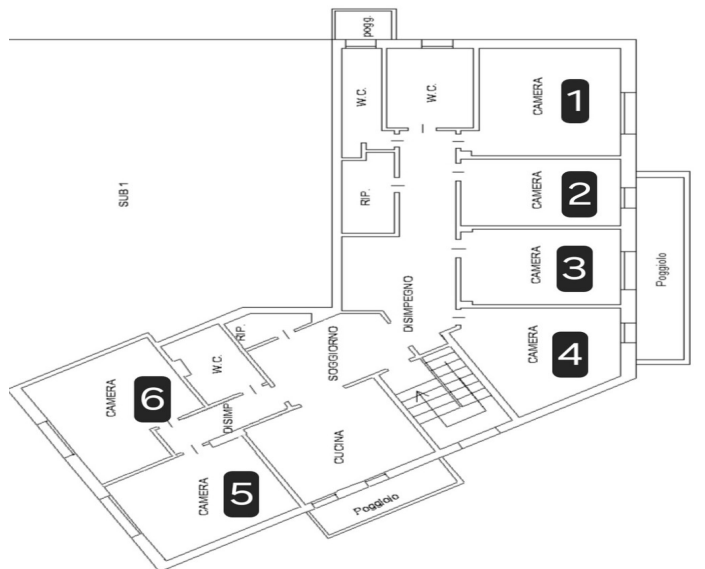 pogg.
W.C.
W.C.
CAMERA
1
SUB 1
RIP.
CAMERA
2
CAMERA
3
Poggiolo
DISIMPEGNO
CAMERA
4
RIP.
W.C.
SOGGIORNO
CAMERA
6
DISIMP
CUCINA
CAMERA
5
Poggiolo